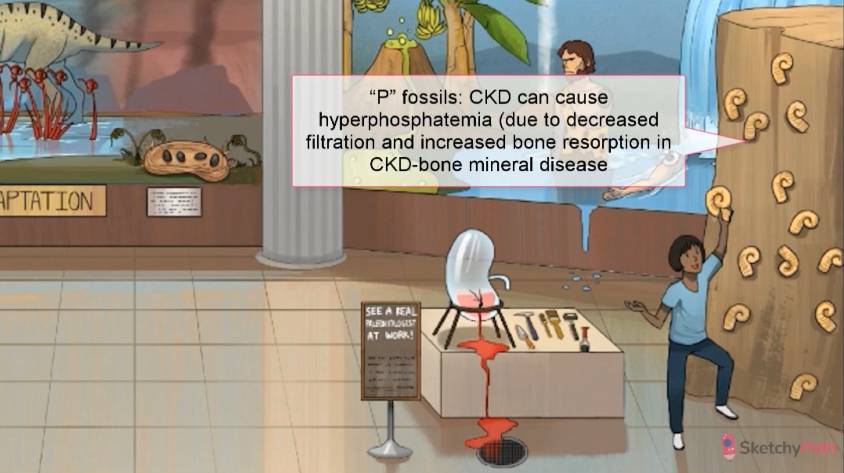 “P” fossils: CKD can cause
hyperphosphatemia (due to decreased
filtration and increased bone resorption in
CKD-bone mineral disease
APTATION
SEE A REAL
PALEONTOLOGIST
AT WORK!
SketchyPath